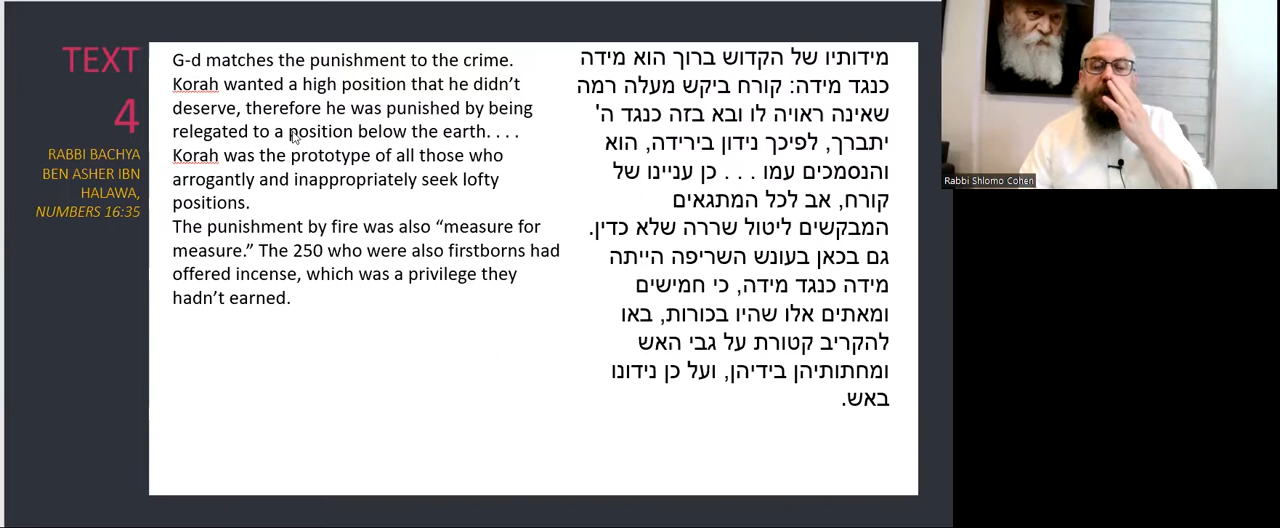 TEXT
4
RABBI BACHYA
BEN ASHER IBN
HALAWA,
NUMBERS 16:35
G-d matches the punishment to the crime.
Korah wanted a high position that he didn’t
deserve, therefore he was punished by being
relegated to a position below the earth. . . .
Korah was the prototype of all those who
arrogantly and inappropriately seek lofty
positions.
The punishment by fire was also “measure for
measure.” The 250 who were also firstborns had
offered incense, which was a privilege they
hadn’t earned.
מידותיו של הקדוש ברוך הוא מידה
כנגד מידה: קורח ביקש מעלה רמה
שאינה ראויה לו ובא בזה כנגד ה'
יתברך, לפיכך נידון בירידה, הוא
והנסמכים עמו . . . כן עניינו של
קורח, אב לכל המתגאים
המבקשים ליטול שררה שלא כדין.
גם בכאן בעונש השריפה הייתה
מידה כנגד מידה, כי חמישים
ומאתים אלו שהיו בכורות, באו
להקריב קטורת על גבי האש
ומחתותיהן בידיהן, ועל כן נידונו
באש.
Rabbi Shlomo Cohen